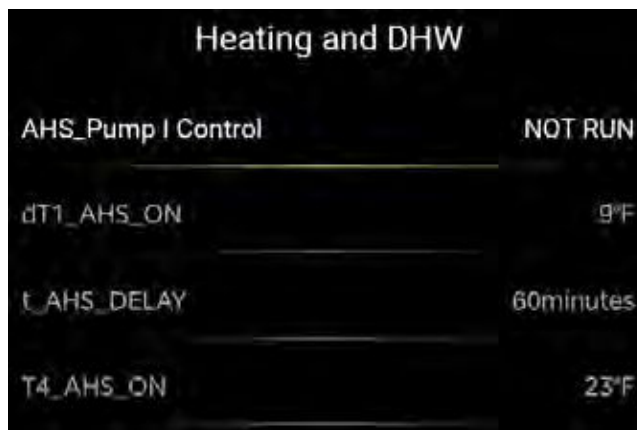 Heating and DHW
AHS_Pump I Control NOT RUN
dT1_AHS_ON 9°F
t_AHS_DELAY 60minutes
T4_AHS_ON 23°F